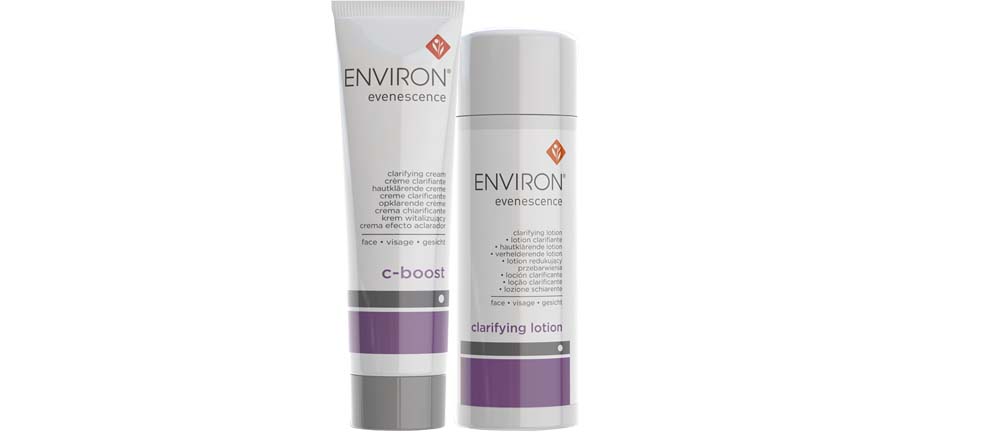 ENVIRON®
evenescence
clarifying cream
crème clarifiante
hautklärende creme
creme clarificante
opklarende crème
crema chiarificante
krem witalizujący
crema efecto aclarador
face • visage • gesicht
c-boost
ENVIRON®
evenescence
clarifying lotion
• lotion clarifiante
• hautklärende lotion
• verhelderende lotion
• lotion redukujący
przebarwienia
• loción clarificante
• loção clarificante
• lozione schiarente
face • visage • gesicht
clarifying lotion